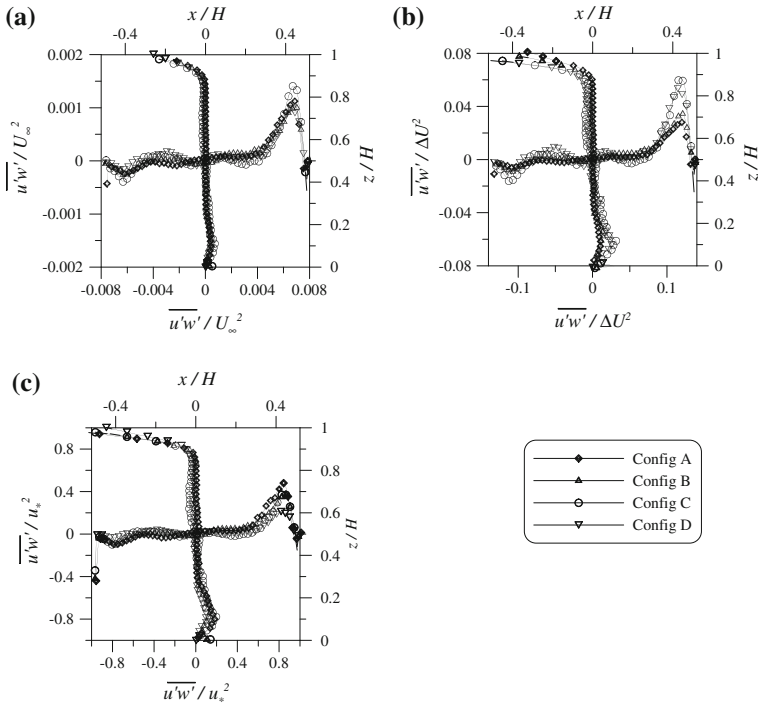 (a)
x / H
-0.4 0 0.4
0.002
0.001
0
-0.001
-0.002
u'w' / U∞²
1
0.8
0.6
0.4
0.2
0
H / z
-0.008 -0.004 0 0.004 0.008
u'w' / U∞²
(b)
x / H
-0.4 0 0.4
0.08
0.04
0
-0.04
-0.08
u'w' / ΔU²
1
0.8
0.6
0.4
0.2
0
H / z
-0.1 0 0.1
u'w' / ΔU²
(c)
x / H
-0.4 0 0.4
0.8
0.4
0
-0.4
-0.8
u'w' / u*²
1
0.8
0.6
0.4
0.2
0
H / z
-0.8 -0.4 0 0.4 0.8
u'w' / u*²
Config A
Config B
Config C
Config D